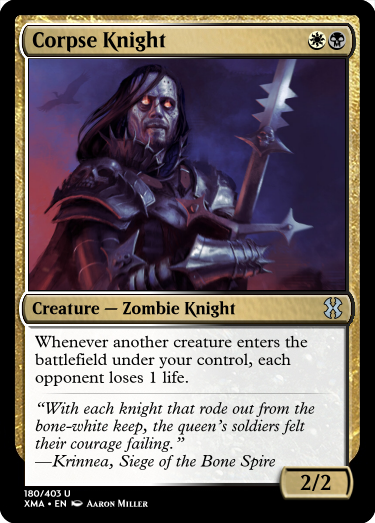 Corpse Knight
Creature — Zombie Knight
Whenever another creature enters the
battlefield under your control, each
opponent loses 1 life.
“With each knight that rode out from the
bone-white keep, the queen’s soldiers felt
their courage failing.”
—Krinnea, Siege of the Bone Spire
2/2
180/403 U
XMA • EN Aaron Miller